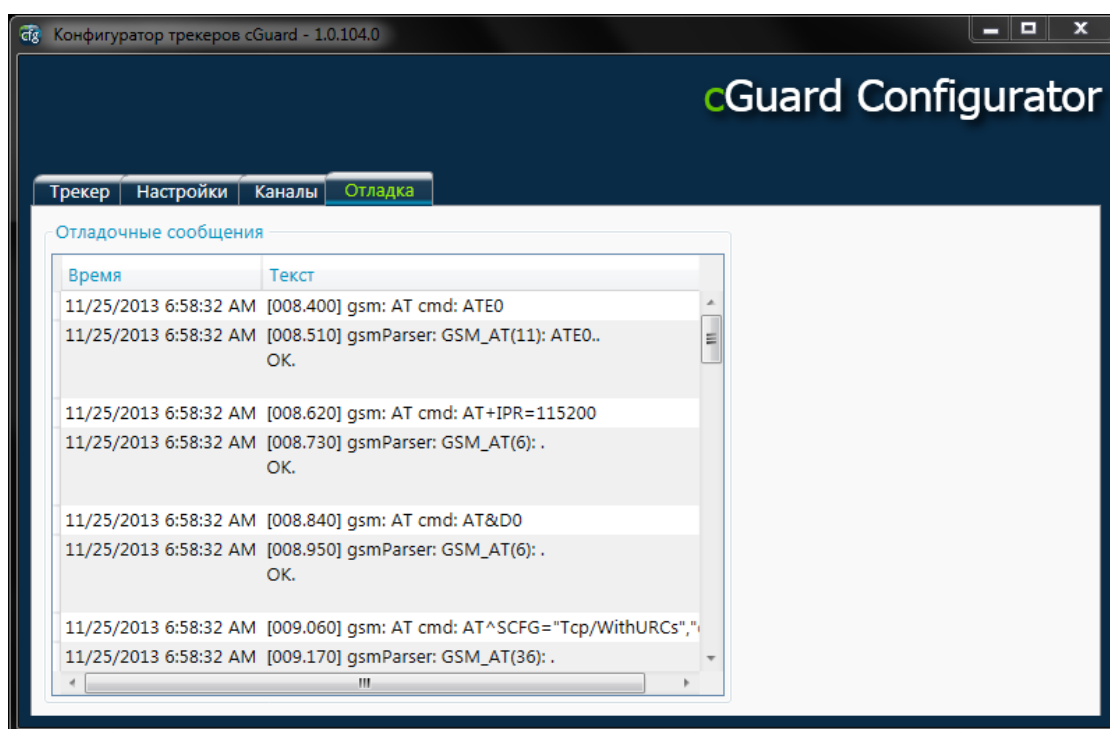 cfg Конфигуратор трекеров cGuard - 1.0.104.0
cGuard Configurator
Трекер Настройки Каналы Отладка
Отладочные сообщения
Время Текст
11/25/2013 6:58:32 AM [008.400] gsm: AT cmd: ATE0
11/25/2013 6:58:32 AM [008.510] gsmParser: GSM_AT(11): ATE0..
OK.
11/25/2013 6:58:32 AM [008.620] gsm: AT cmd: AT+IPR=115200
11/25/2013 6:58:32 AM [008.730] gsmParser: GSM_AT(6): .
OK.
11/25/2013 6:58:32 AM [008.840] gsm: AT cmd: AT&D0
11/25/2013 6:58:32 AM [008.950] gsmParser: GSM_AT(6): .
OK.
11/25/2013 6:58:32 AM [009.060] gsm: AT cmd: AT^SCFG="Tcp/WithURCs","
11/25/2013 6:58:32 AM [009.170] gsmParser: GSM_AT(36): .